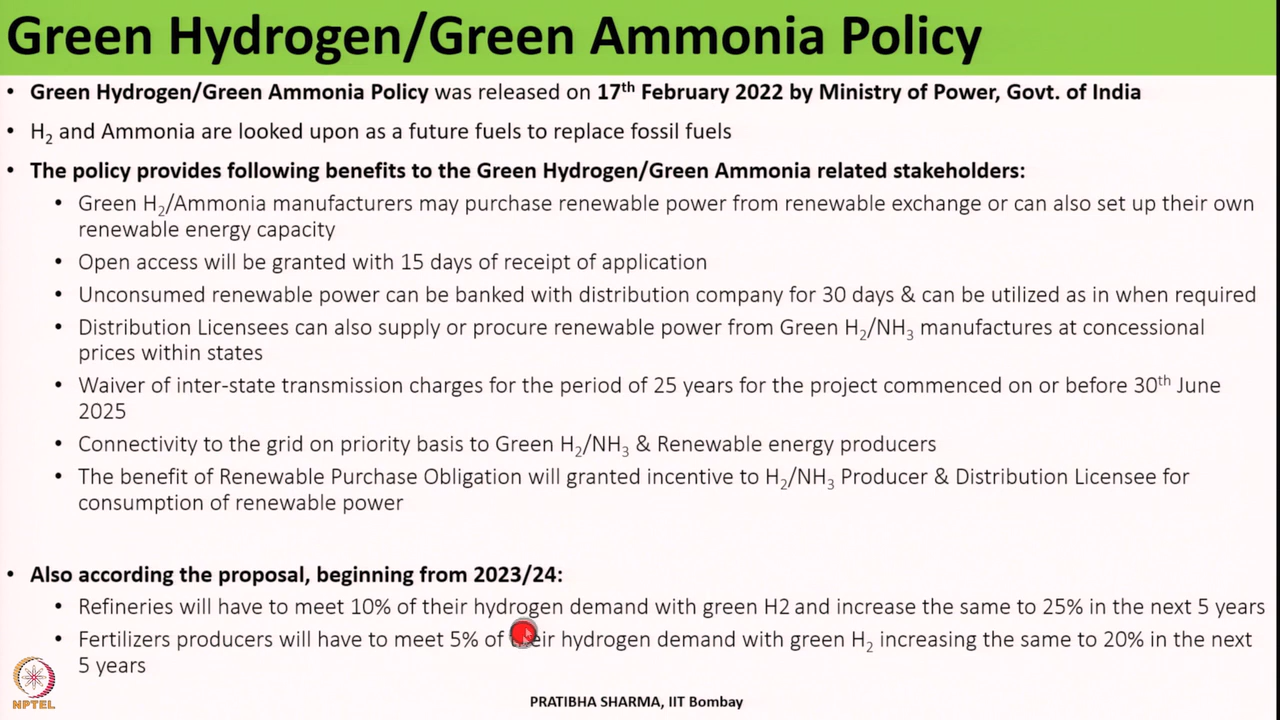 Green Hydrogen/Green Ammonia Policy
• Green Hydrogen/Green Ammonia Policy was released on 17th February 2022 by Ministry of Power, Govt. of India
• H₂ and Ammonia are looked upon as a future fuels to replace fossil fuels
• The policy provides following benefits to the Green Hydrogen/Green Ammonia related stakeholders:
• Green H₂/Ammonia manufacturers may purchase renewable power from renewable exchange or can also set up their own
renewable energy capacity
• Open access will be granted with 15 days of receipt of application
• Unconsumed renewable power can be banked with distribution company for 30 days & can be utilized as in when required
• Distribution Licensees can also supply or procure renewable power from Green H₂/NH₃ manufactures at concessional
prices within states
• Waiver of inter-state transmission charges for the period of 25 years for the project commenced on or before 30th June
2025
• Connectivity to the grid on priority basis to Green H₂/NH₃ & Renewable energy producers
• The benefit of Renewable Purchase Obligation will granted incentive to H₂/NH₃ Producer & Distribution Licensee for
consumption of renewable power
• Also according the proposal, beginning from 2023/24:
• Refineries will have to meet 10% of their hydrogen demand with green H2 and increase the same to 25% in the next 5 years
• Fertilizers producers will have to meet 5% of their hydrogen demand with green H₂ increasing the same to 20% in the next
5 years
NPTEL
PRATIBHA SHARMA, IIT Bombay